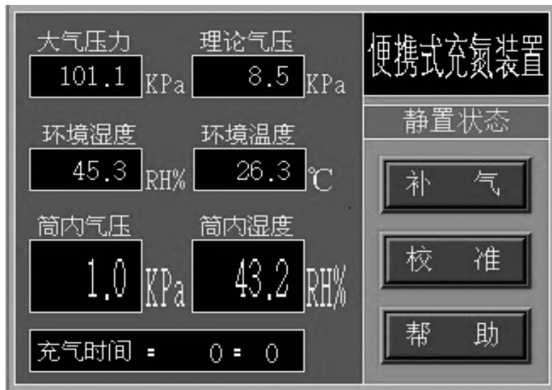 大气压力 理论气压
101.1 KPa 8.5 KPa
环境湿度 环境温度
45.3 RH% 26.3 ℃
筒内气压 筒内湿度
1.0 KPa 43.2 RH%
充气时间 : 0 : 0
便携式充氮装置
静置状态
补 气
校 准
帮 助